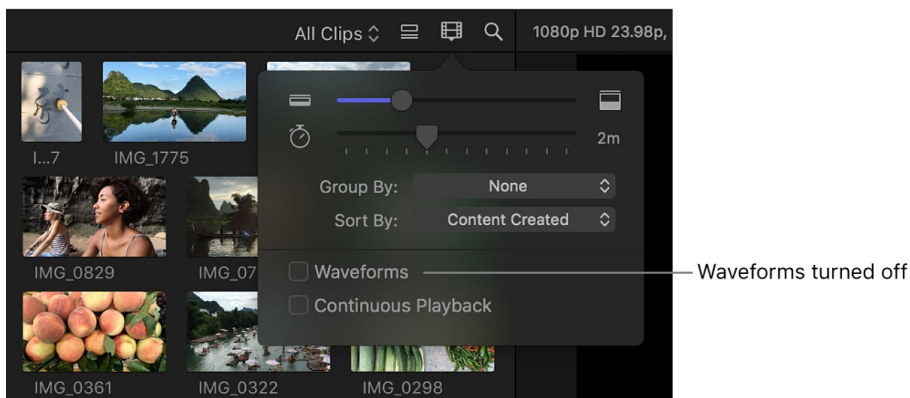 All Clips
1080p HD 23.98p,
I...7
IMG_1775
2m
Group By: None
Sort By: Content Created
IMG_0829
IMG_07
Waveforms
Waveforms turned off
Continuous Playback
IMG_0361
IMG_0322
IMG_0298